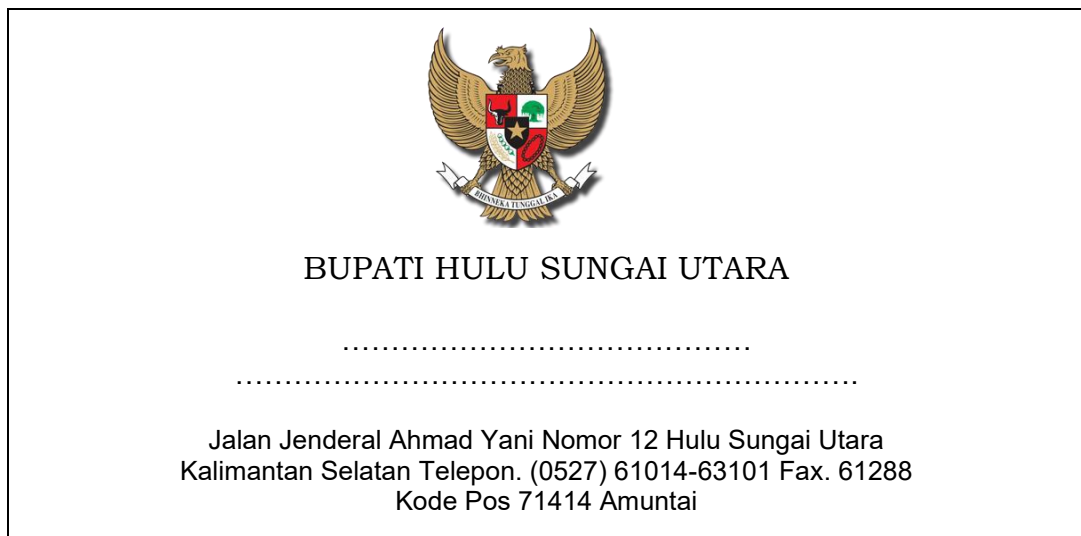 BHINNEKA TUNGGAL IKA
BUPATI HULU SUNGAI UTARA
……………………………………
……………………………………………………….
Jalan Jenderal Ahmad Yani Nomor 12 Hulu Sungai Utara
Kalimantan Selatan Telepon. (0527) 61014-63101 Fax. 61288
Kode Pos 71414 Amuntai